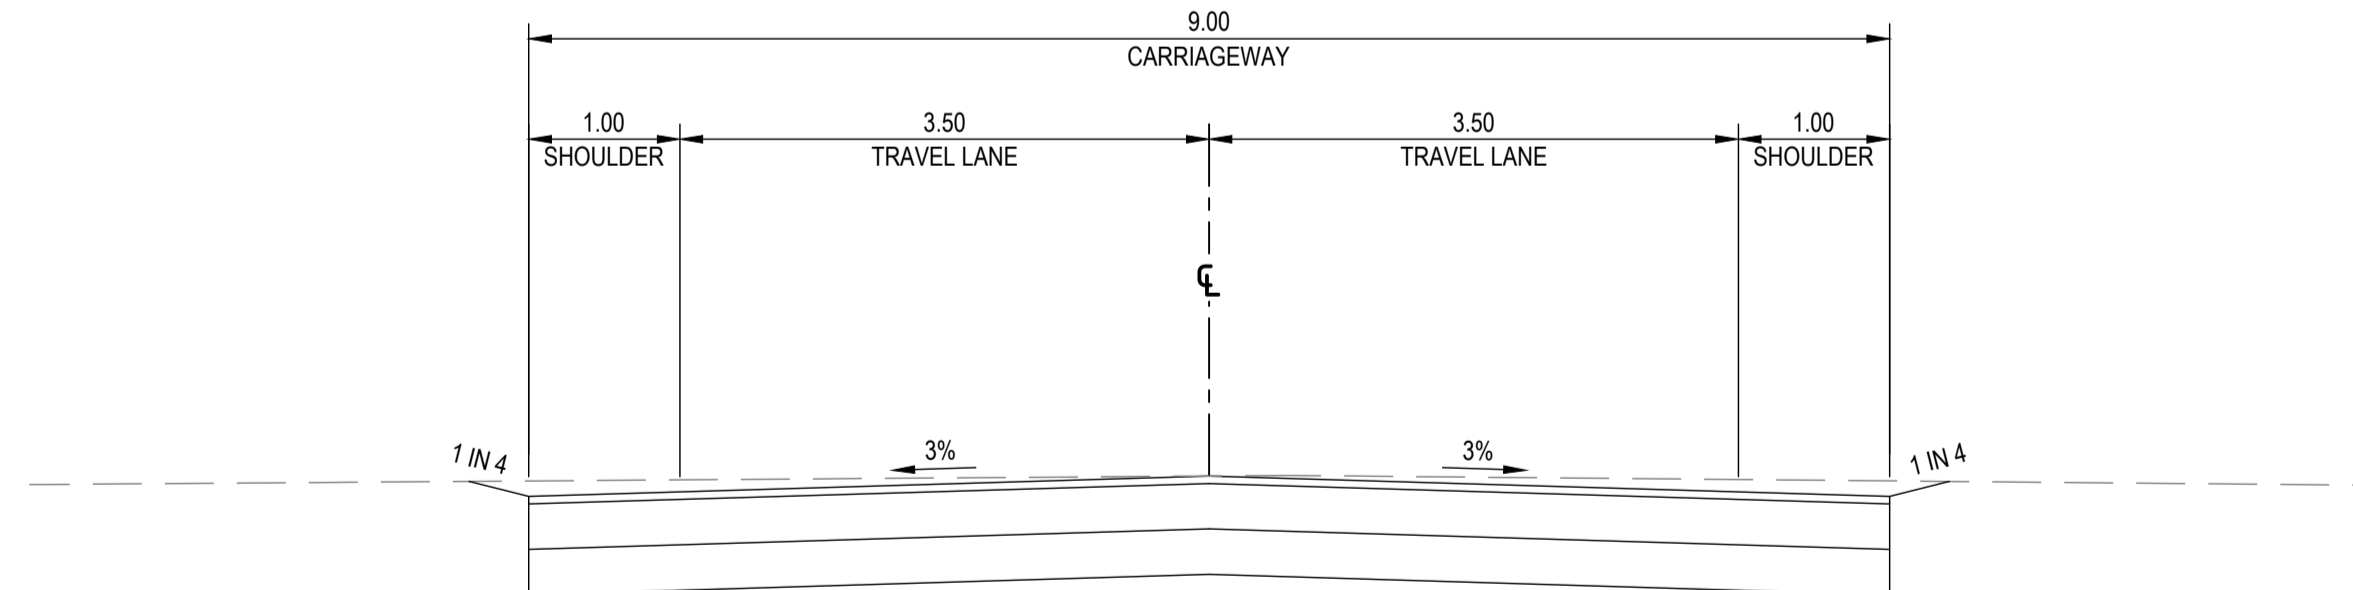 9.00
CARRIAGEWAY
1.00 3.50 3.50 1.00
SHOULDER TRAVEL LANE TRAVEL LANE SHOULDER
℄
1 IN 4 3% 3% 1 IN 4